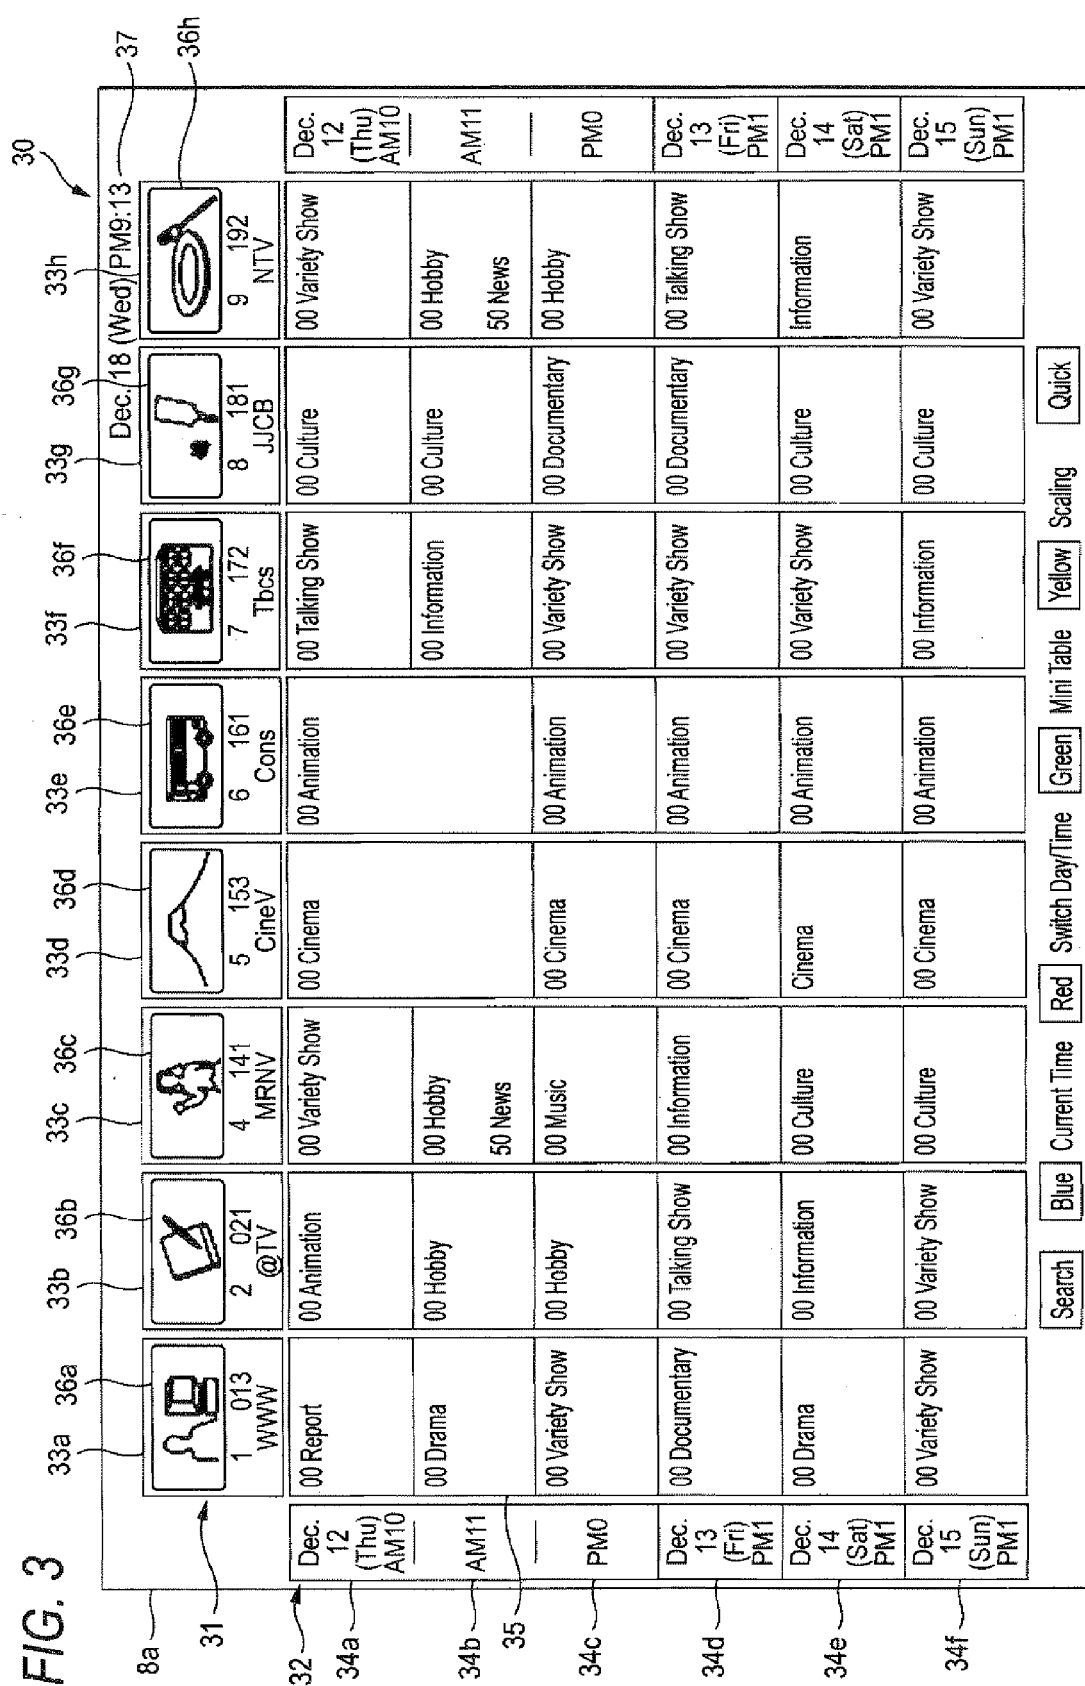 FIG. 3
30
8a
33a
36a
33b
36b
33c
36c
33d
36d
33e
36e
33f
36f
33g
36g
33h
37
36h
Dec.18 (Wed) PM9:13
31
1 013
WWW
2 021
@TV
4 141
MRNV
5 153
CineV
6 161
Cons
7 172
Tbcs
8 181
JJCB
9 192
NTV
32
34a
Dec.
12
(Thu)
AM10
00 Report
00 Animation
00 Variety Show
00 Cinema
00 Animation
00 Talking Show
00 Culture
00 Variety Show
Dec.
12
(Thu)
AM10
34b
AM11
00 Drama
00 Hobby
00 Hobby
50 News
00 Information
00 Culture
00 Hobby
50 News
AM11
35
34c
PM0
00 Variety Show
00 Hobby
00 Music
00 Cinema
00 Animation
00 Variety Show
00 Documentary
00 Hobby
PM0
34d
Dec.
13
(Fri)
PM1
00 Documentary
00 Talking Show
00 Information
00 Cinema
00 Animation
00 Variety Show
00 Documentary
00 Talking Show
Dec.
13
(Fri)
PM1
34e
Dec.
14
(Sat)
PM1
00 Drama
00 Information
00 Culture
Cinema
00 Animation
00 Variety Show
00 Culture
Information
Dec.
14
(Sat)
PM1
34f
Dec.
15
(Sun)
PM1
00 Variety Show
00 Variety Show
00 Culture
00 Cinema
00 Animation
00 Information
00 Culture
00 Variety Show
Dec.
15
(Sun)
PM1
Search Blue Current Time Red Switch Day/Time Green Mini Table Yellow Scaling Quick